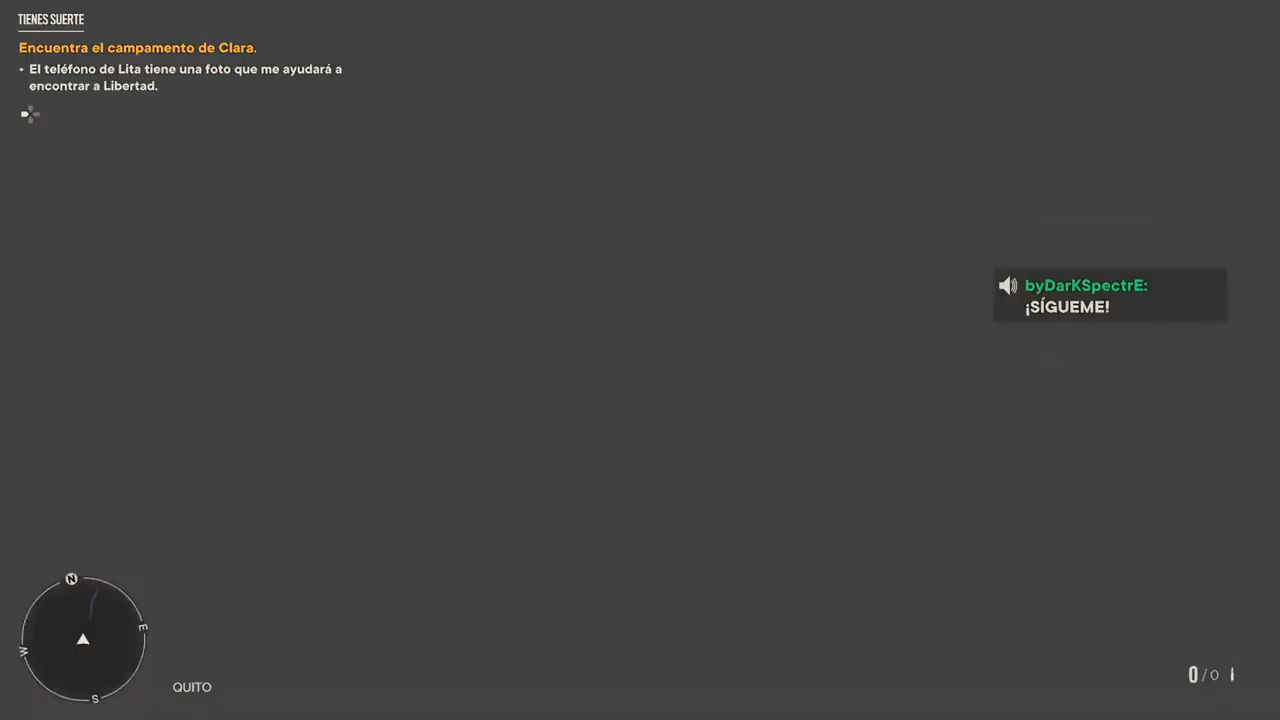 TIENES SUERTE
Encuentra el campamento de Clara.
• El teléfono de Lita tiene una foto que me ayudará a
encontrar a Libertad.
byDarKSpectrE:
¡SÍGUEME!
N
E
W
S
QUITO
0/0